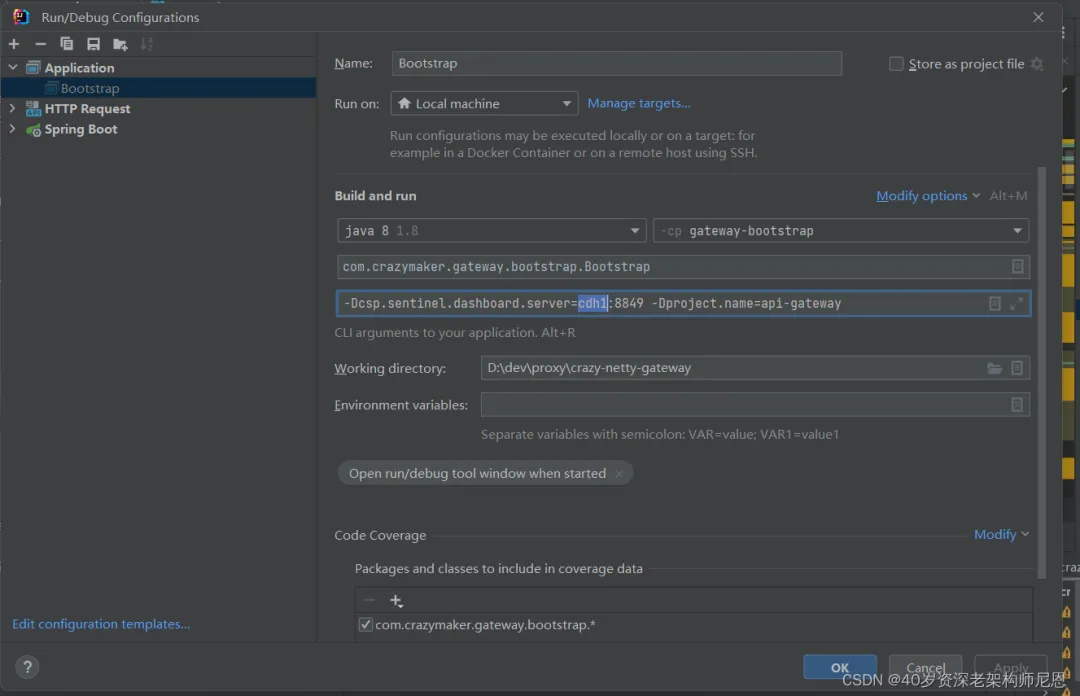 Run/Debug Configurations
Application
Bootstrap
HTTP Request
Spring Boot
Edit configuration templates...
Name: Bootstrap
Store as project file
Run on: Local machine Manage targets...
Run configurations may be executed locally or on a target: for
example in a Docker Container or on a remote host using SSH.
Build and run
Modify options Alt+M
java 8 1.8
-cp gateway-bootstrap
com.crazymaker.gateway.bootstrap.Bootstrap
-Dcsp.sentinel.dashboard.server=cdh1:8849 -Dproject.name=api-gateway
CLI arguments to your application. Alt+R
Working directory: D:\dev\proxy\crazy-netty-gateway
Environment variables:
Separate variables with semicolon: VAR=value; VAR1=value1
Open run/debug tool window when started
Code Coverage
Modify
Packages and classes to include in coverage data
com.crazymaker.gateway.bootstrap.*
?
OK
Cancel
Apply
CSDN @40岁资深老架构师尼恩